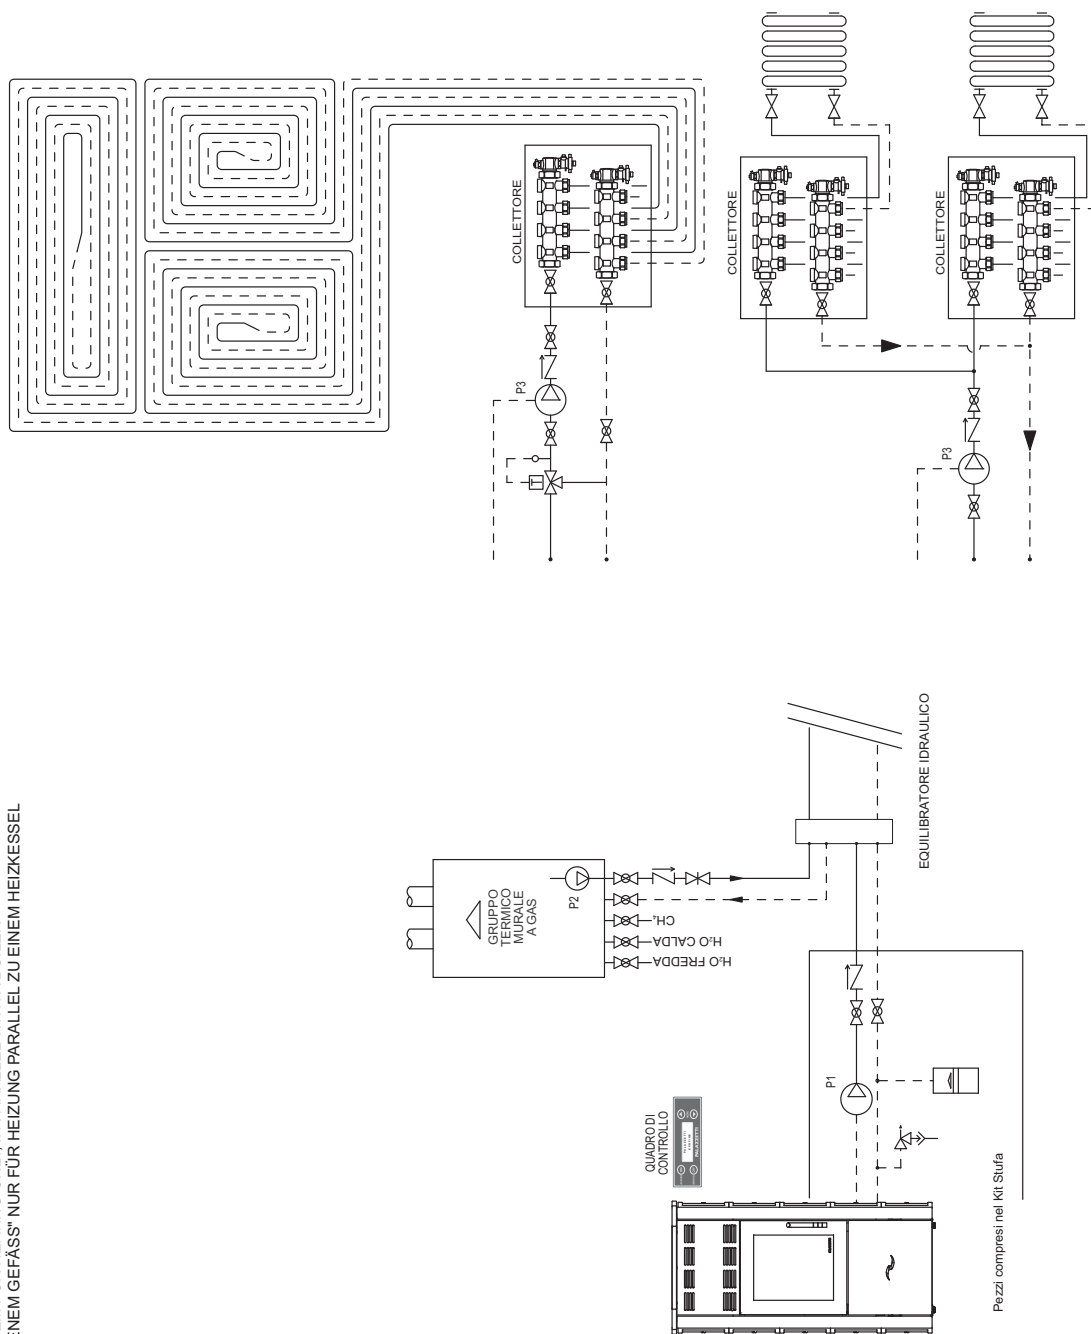 NEM GEFÄSS" NUR FÜR HEIZUNG PARALLEL ZU EINEM HEIZKESSEL
COLLETTORE
P3
COLLETTORE
COLLETTORE
P3
EQUILIBRATORE IDRAULICO
GRUPPO
TERMICO
MURALE
A GAS
P2
CH₄
H²O CALDA
H²O FREDDA
P1
QUADRO DI
CONTROLLO
Pezzi compresi nel Kit Stufa
T